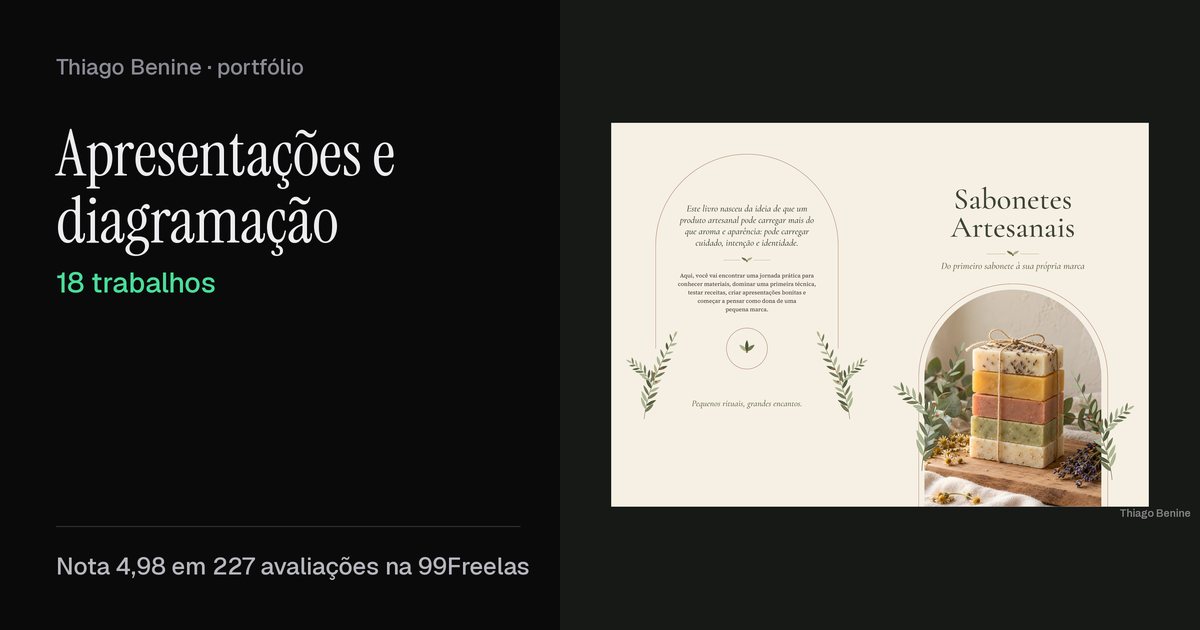 Thiago Benine · portfólio
Apresentações e
diagramação
18 trabalhos
Nota 4,98 em 227 avaliações na 99Freelas
Este livro nasceu da ideia de que um
produto artesanal pode carregar mais do
que aroma e aparência: pode carregar
cuidado, intenção e identidade.
Aqui, você vai encontrar uma jornada prática para
conhecer materiais, dominar uma primeira técnica,
testar receitas, criar apresentações bonitas e
começar a pensar como dona de uma
pequena marca.
Pequenos rituais, grandes encantos.
Sabonetes
Artesanais
Do primeiro sabonete à sua própria marca
Thiago Benine